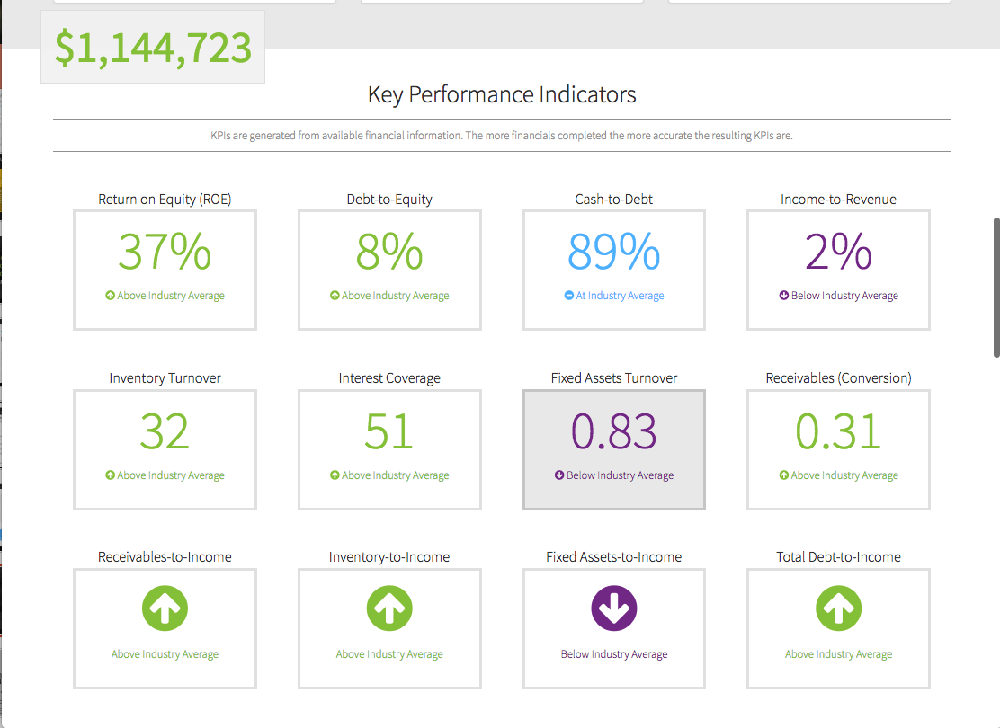 $1,144,723
Key Performance Indicators
KPIs are generated from available financial information. The more financials completed the more accurate the resulting KPIs are.
Return on Equity (ROE)
37%
Above Industry Average
Debt-to-Equity
8%
Above Industry Average
Cash-to-Debt
89%
At Industry Average
Income-to-Revenue
2%
Below Industry Average
Inventory Turnover
32
Above Industry Average
Interest Coverage
51
Above Industry Average
Fixed Assets Turnover
0.83
Below Industry Average
Receivables (Conversion)
0.31
Above Industry Average
Receivables-to-Income
Above Industry Average
Inventory-to-Income
Above Industry Average
Fixed Assets-to-Income
Below Industry Average
Total Debt-to-Income
Above Industry Average